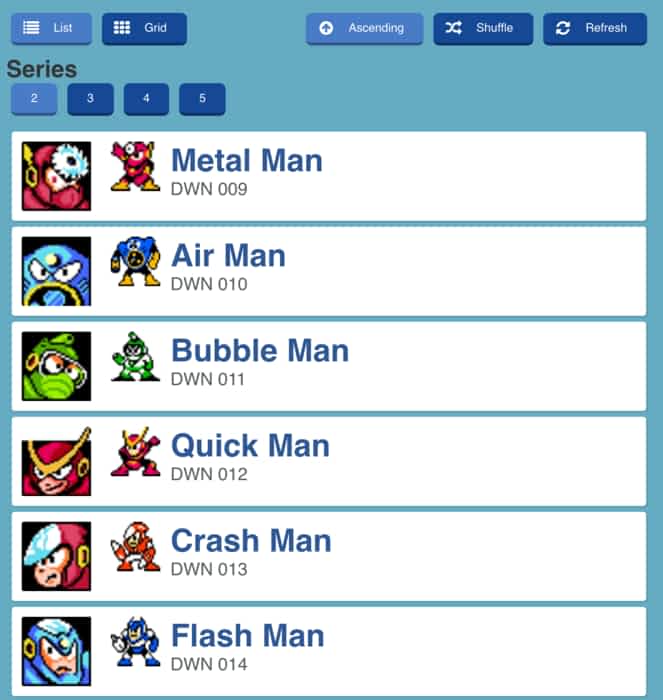 List Grid Ascending Shuffle Refresh
Series
2 3 4 5
Metal Man
DWN 009
Air Man
DWN 010
Bubble Man
DWN 011
Quick Man
DWN 012
Crash Man
DWN 013
Flash Man
DWN 014